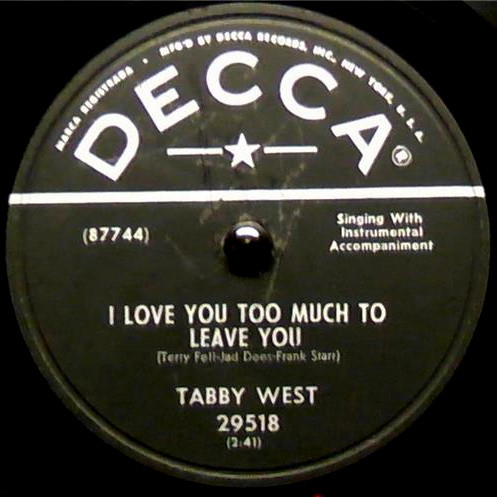 MARCA REGISTRADA • MFG'D BY DECCA RECORDS, INC., NEW YORK, U. S. A.
DECCA®
(87744)
Singing With
Instrumental
Accompaniment
I LOVE YOU TOO MUCH TO
LEAVE YOU
(Terry Fell-Jad Dees-Frank Starr)
TABBY WEST
29518
(2:41)